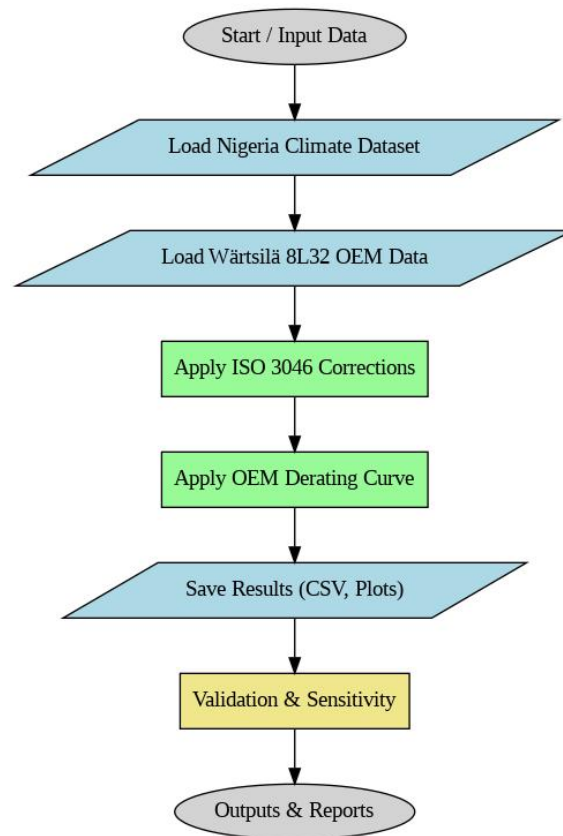 Start / Input Data
Load Nigeria Climate Dataset
Load Wärtsilä 8L32 OEM Data
Apply ISO 3046 Corrections
Apply OEM Derating Curve
Save Results (CSV, Plots)
Validation & Sensitivity
Outputs & Reports